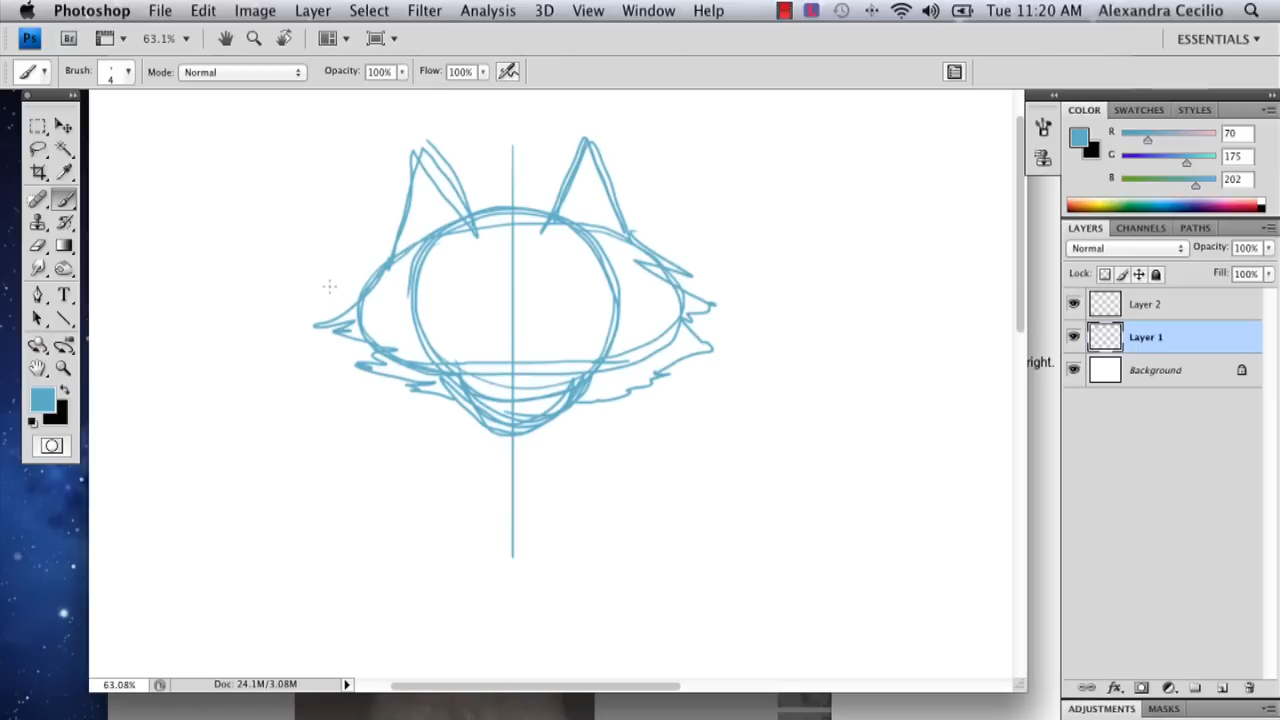 Photoshop File Edit Image Layer Select Filter Analysis 3D View Window Help Tue 11:20 AM Alexandra Cecilio
Ps Br 63.1% ESSENTIALS
Brush: 4 Mode: Normal Opacity: 100% Flow: 100%
COLOR SWATCHES STYLES
R 70
G 175
B 202
LAYERS CHANNELS PATHS
Normal Opacity: 100%
Lock: Fill: 100%
Layer 2
Layer 1
right.
Background
63.08% Doc: 24.1M/3.08M
fx
ADJUSTMENTS MASKS